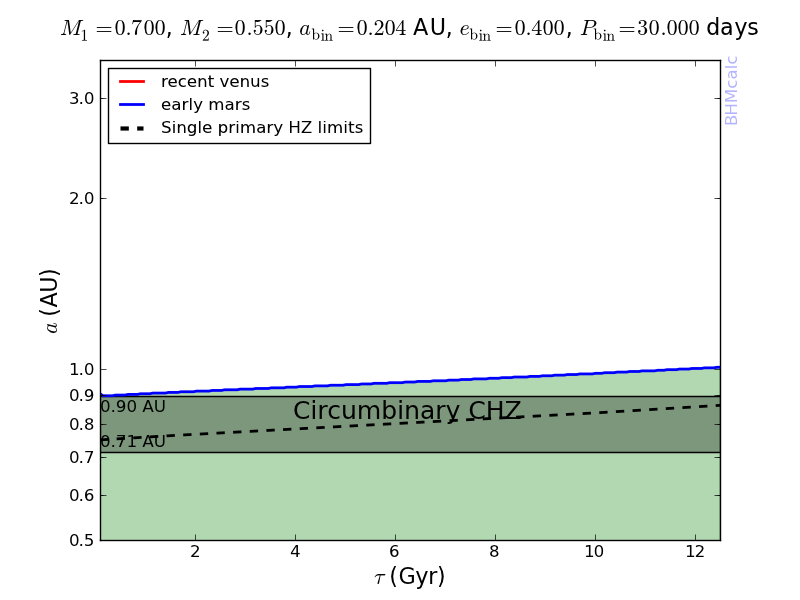 M1=0.700, M2=0.550, abin=0.204 AU, ebin=0.400, Pbin=30.000 days
recent venus
early mars
Single primary HZ limits
BHMcalc
3.0
2.0
1.0
0.9
0.8
0.7
0.6
0.5
a (AU)
0.90 AU
Circumbinary CHZ
0.71 AU
2 4 6 8 10 12
τ (Gyr)